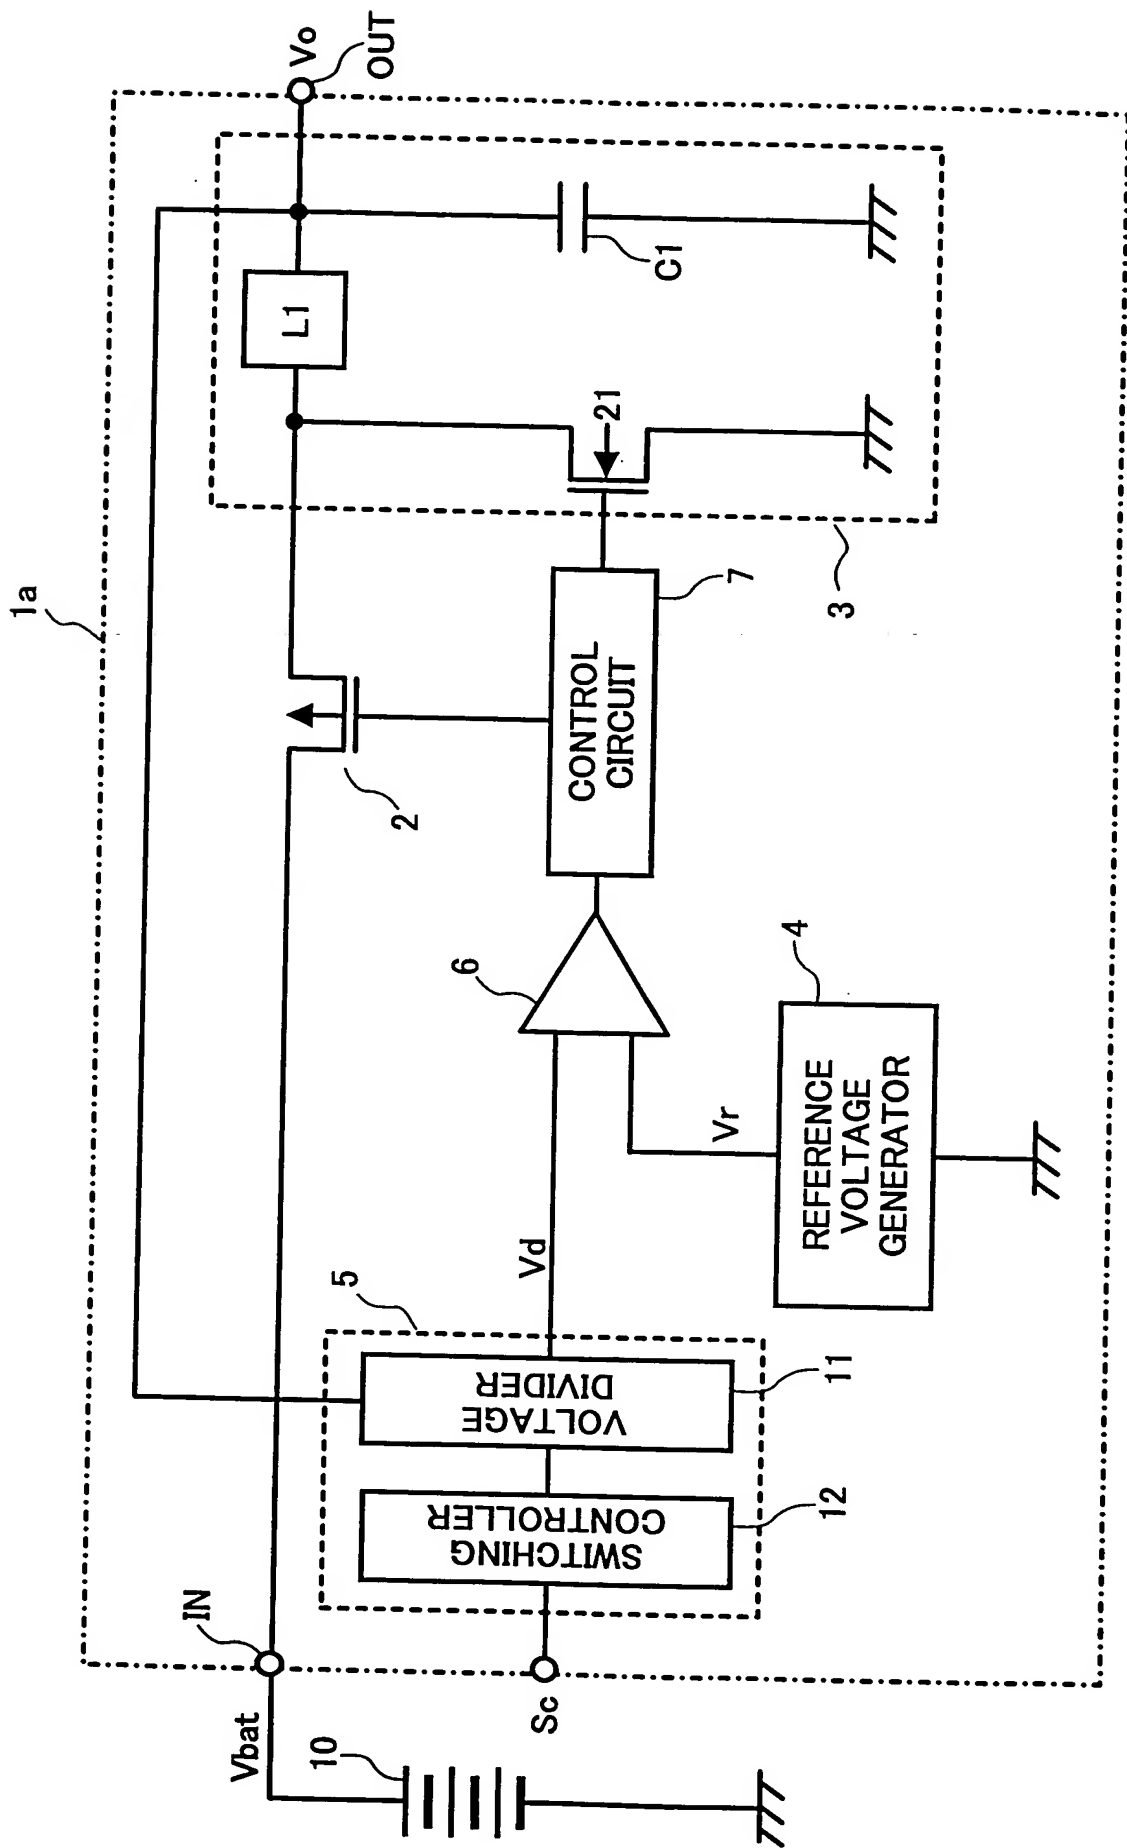 1a
Vbat
IN
10
Sc
5
SWITCHING
CONTROLLER
12
VOLTAGE
DIVIDER
11
Vd
Vr
REFERENCE
VOLTAGE
GENERATOR
4
6
2
CONTROL
CIRCUIT
7
3
21
L1
C1
Vo
OUT